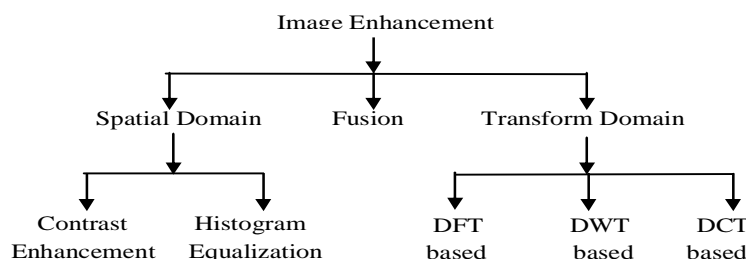 Image Enhancement
Spatial Domain
Fusion
Transform Domain
Contrast
Enhancement
Histogram
Equalization
DFT
based
DWT
based
DCT
based